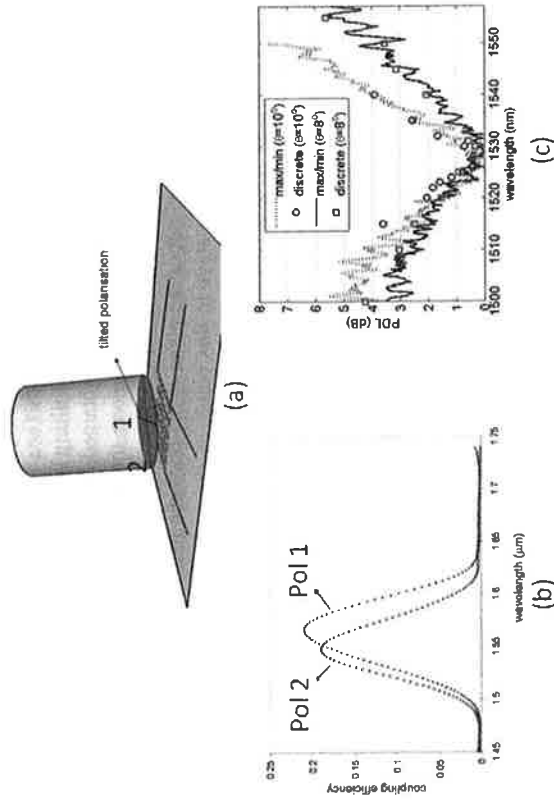 tilted polarisation
1
2
(a)
coupling efficiency
0.25
0.2
0.15
0.1
0.05
0
1.45
1.5
1.55
1.6
1.65
1.7
1.75
wavelength (μm)
Pol 1
Pol 2
(b)
PDL (dB)
8
7
6
5
4
3
2
1
0
1500
1510
1520
1530
1540
1550
wavelength (nm)
max/min (θ=10°)
discrete (θ=10°)
max/min (θ=8°)
discrete (θ=8°)
(c)